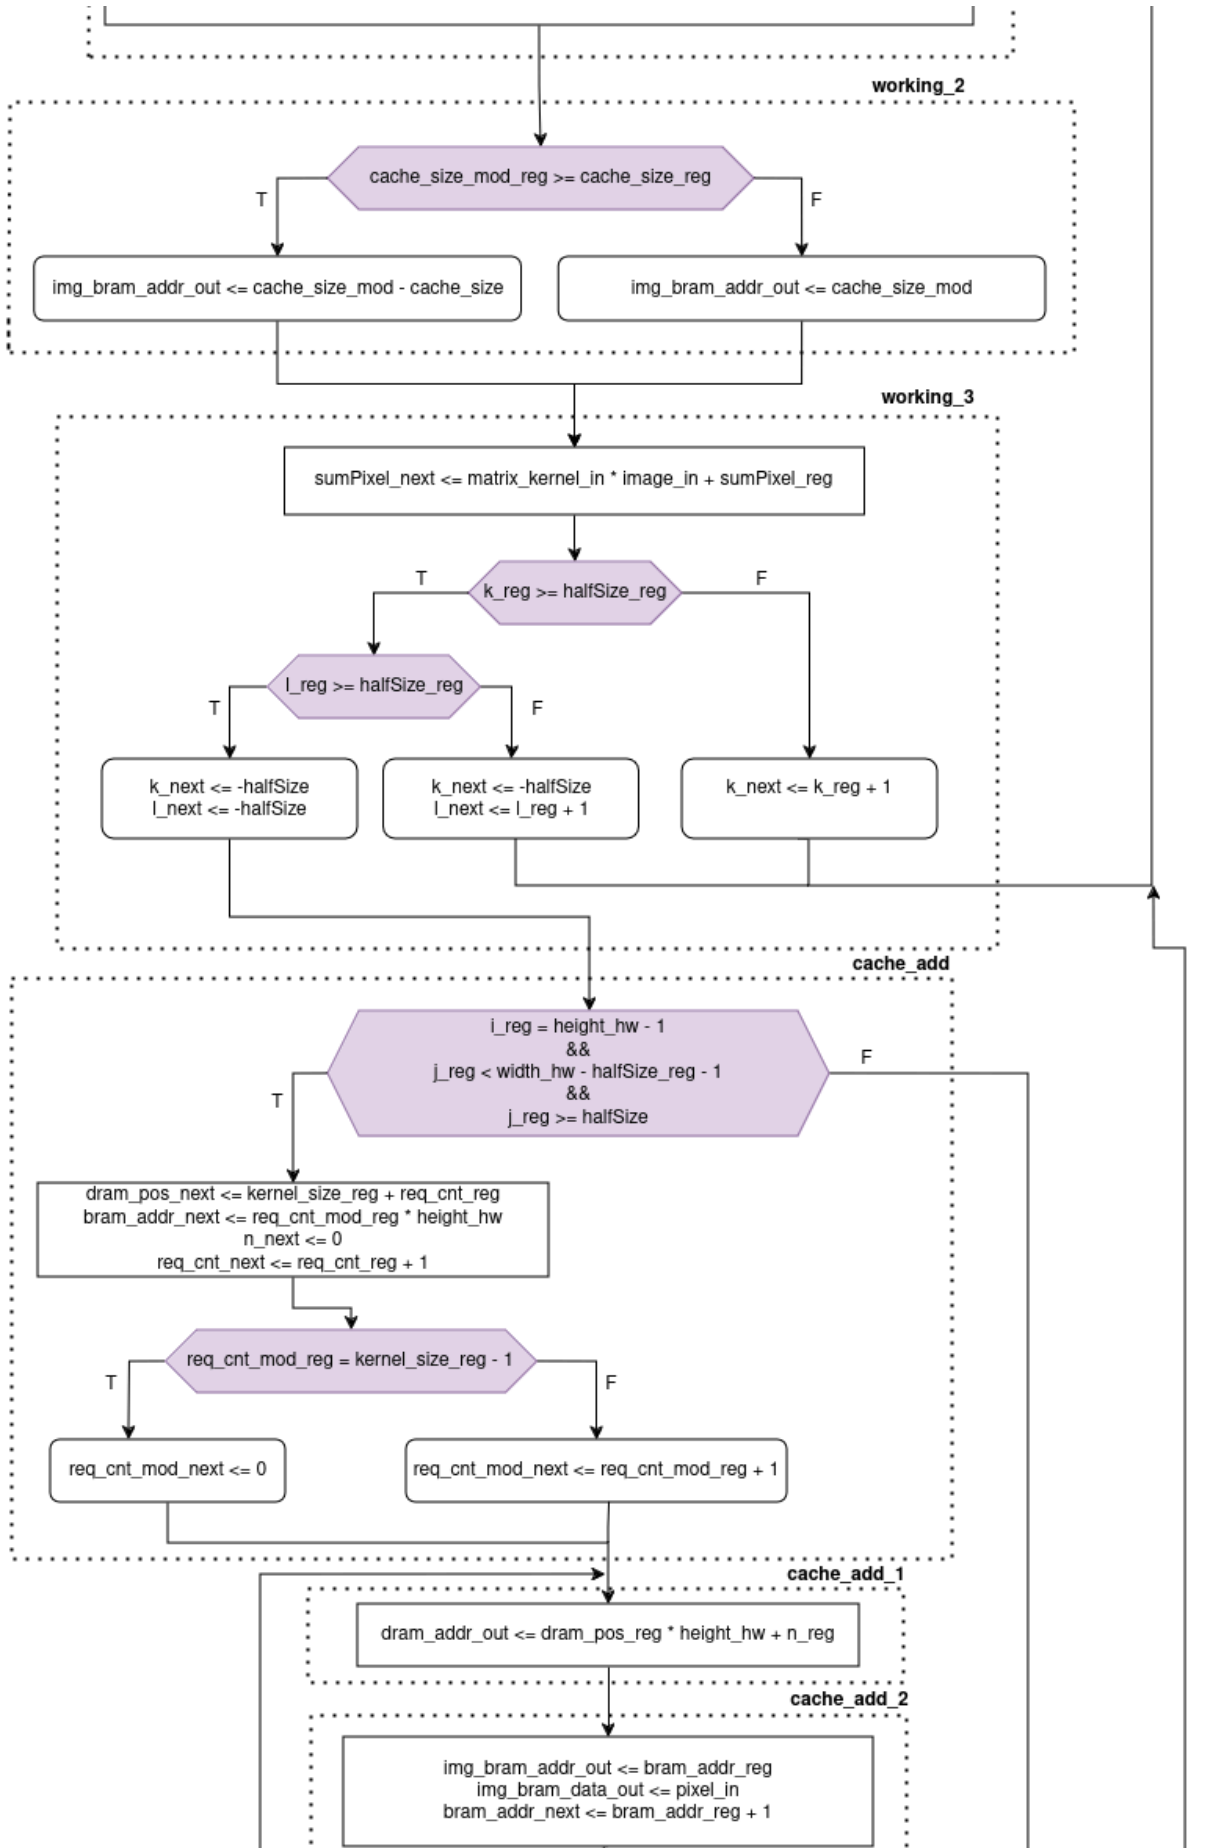 working_2
cache_size_mod_reg >= cache_size_reg
T
F
img_bram_addr_out <= cache_size_mod - cache_size
img_bram_addr_out <= cache_size_mod
working_3
sumPixel_next <= matrix_kernel_in * image_in + sumPixel_reg
k_reg >= halfSize_reg
T
F
l_reg >= halfSize_reg
T
F
k_next <= -halfSize
l_next <= -halfSize
k_next <= -halfSize
l_next <= l_reg + 1
k_next <= k_reg + 1
cache_add
i_reg = height_hw - 1
&&
j_reg < width_hw - halfSize_reg - 1
&&
j_reg >= halfSize
T
F
dram_pos_next <= kernel_size_reg + req_cnt_reg
bram_addr_next <= req_cnt_mod_reg * height_hw
n_next <= 0
req_cnt_next <= req_cnt_reg + 1
req_cnt_mod_reg = kernel_size_reg - 1
T
F
req_cnt_mod_next <= 0
req_cnt_mod_next <= req_cnt_mod_reg + 1
cache_add_1
dram_addr_out <= dram_pos_reg * height_hw + n_reg
cache_add_2
img_bram_addr_out <= bram_addr_reg
img_bram_data_out <= pixel_in
bram_addr_next <= bram_addr_reg + 1